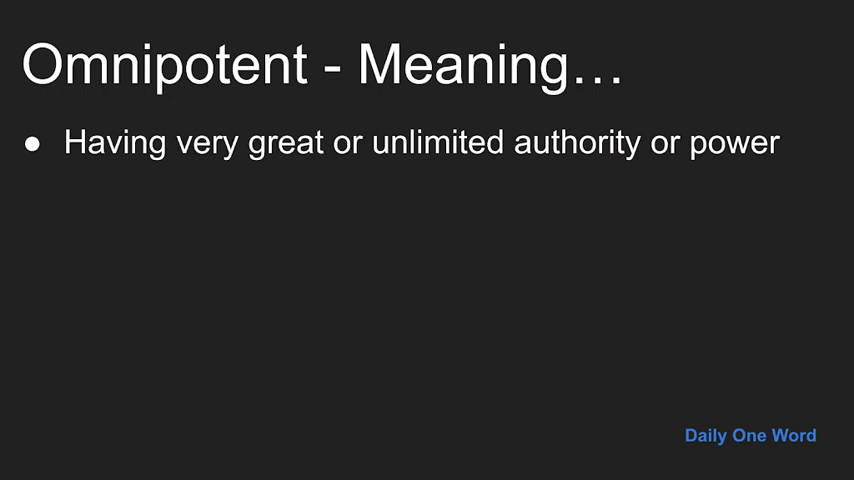 Omnipotent - Meaning…
● Having very great or unlimited authority or power
Daily One Word